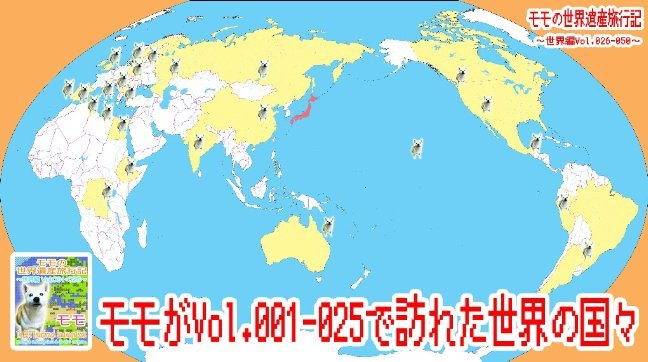 モモの世界遺産旅行記
～世界編Vol.026-050～
モモの
世界遺産旅行記
モモ
モモがVol.001-025で訪れた世界の国々